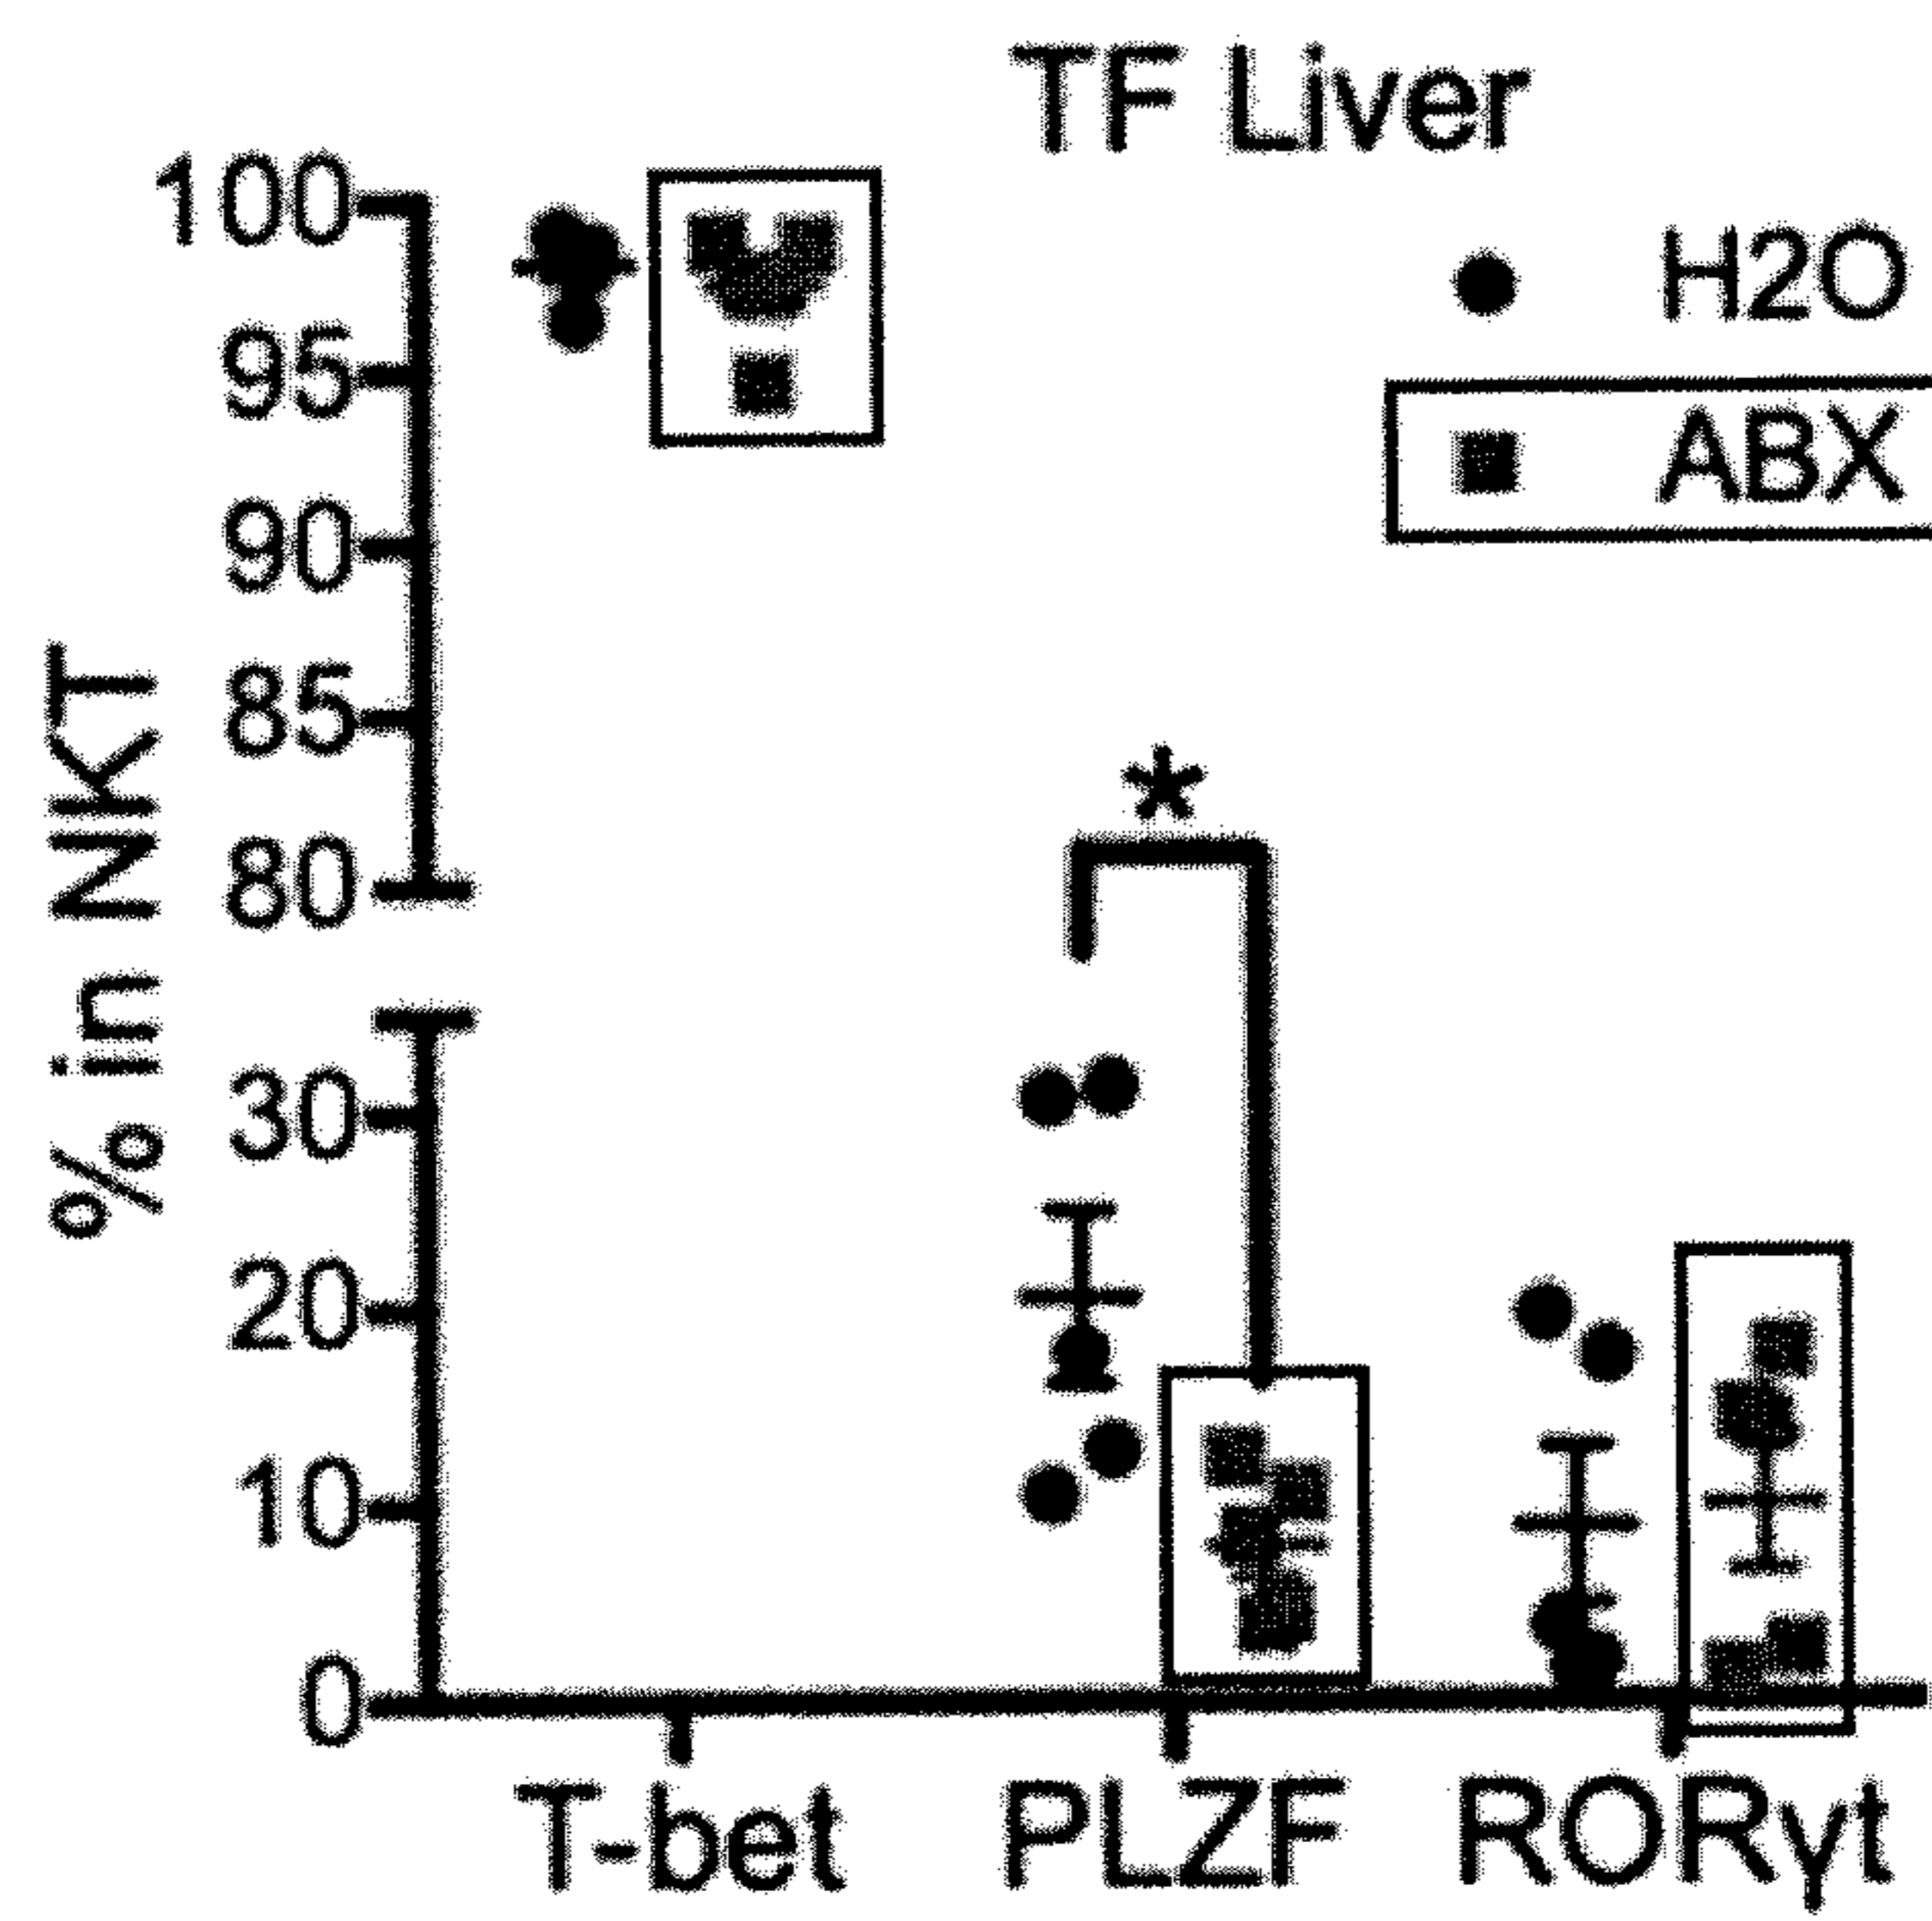 TF Liver
100
95
90
85
80
30
20
10
0
% in NKT
H2O
ABX
*
T-bet PLZF RORγt